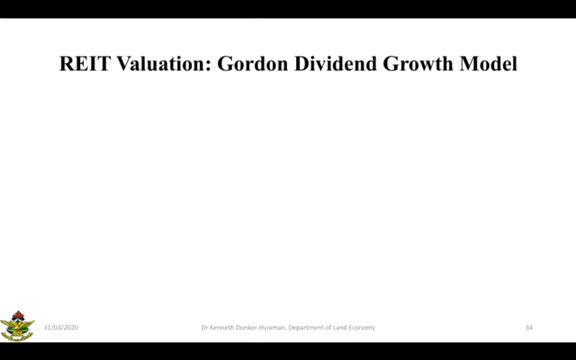 REIT Valuation: Gordon Dividend Growth Model
31/03/2020 Dr Kenneth Donkor-Hyiaman, Department of Land Economy 34